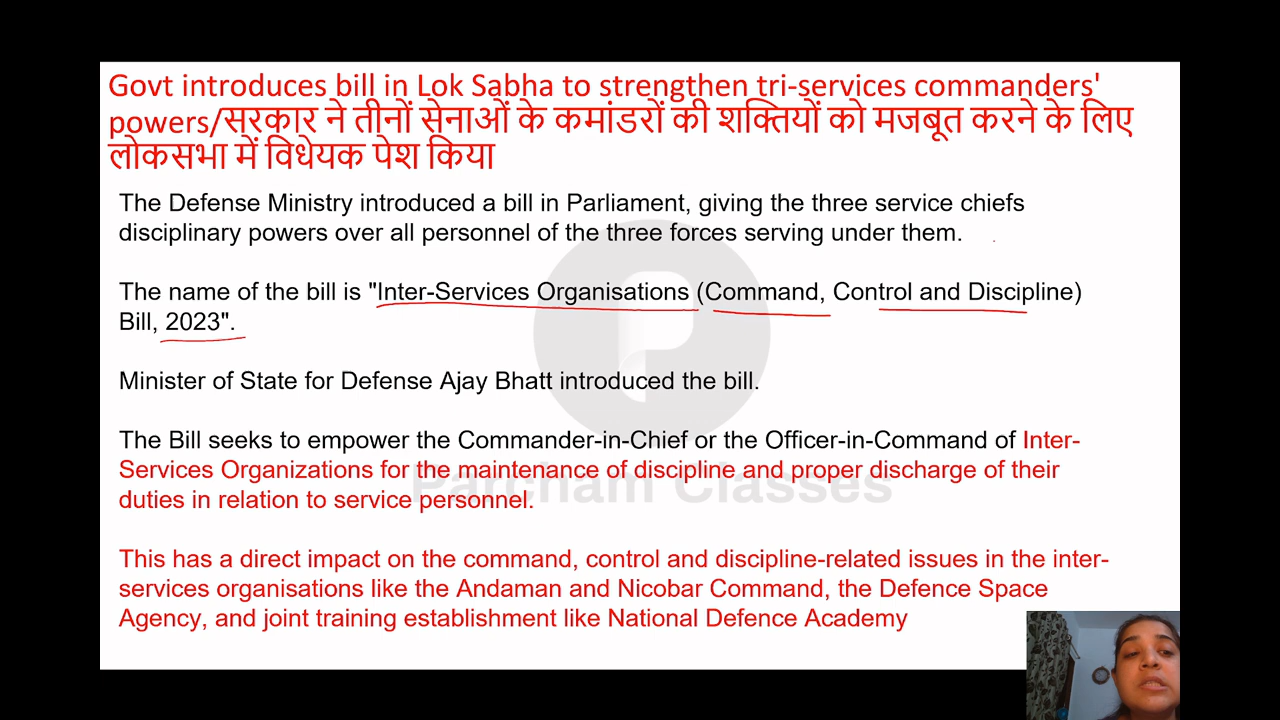 Govt introduces bill in Lok Sabha to strengthen tri-services commanders'
powers/सरकार ने तीनों सेनाओं के कमांडरों की शक्तियों को मजबूत करने के लिए
लोकसभा में विधेयक पेश किया
The Defense Ministry introduced a bill in Parliament, giving the three service chiefs
disciplinary powers over all personnel of the three forces serving under them.
The name of the bill is "Inter-Services Organisations (Command, Control and Discipline)
Bill, 2023".
Minister of State for Defense Ajay Bhatt introduced the bill.
The Bill seeks to empower the Commander-in-Chief or the Officer-in-Command of Inter-
Services Organizations for the maintenance of discipline and proper discharge of their
duties in relation to service personnel.
Parcham Classes
This has a direct impact on the command, control and discipline-related issues in the inter-
services organisations like the Andaman and Nicobar Command, the Defence Space
Agency, and joint training establishment like National Defence Academy